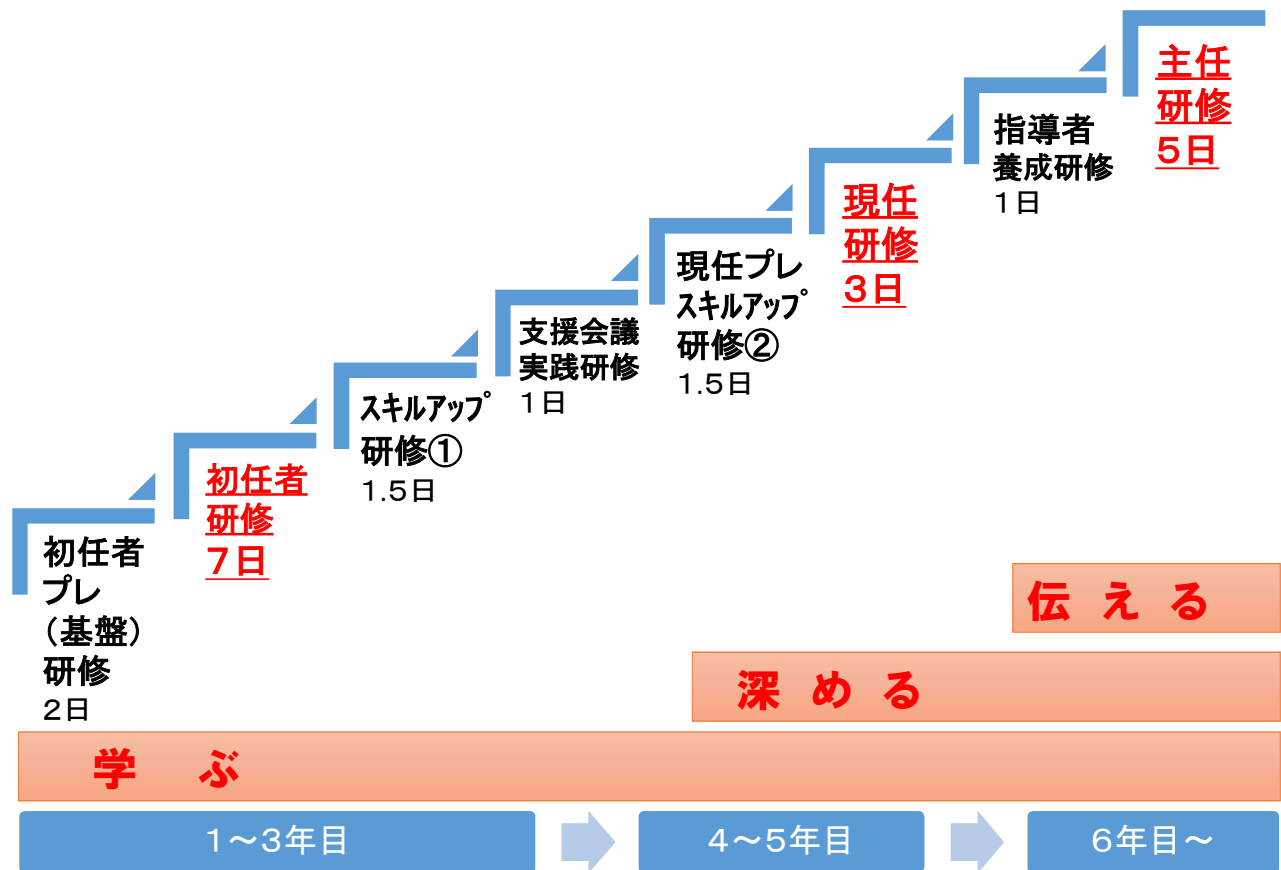 初任者
プレ
（基盤）
研修
2日
初任者
研修
7日
スキルアップ
研修①
1.5日
支援会議
実践研修
1日
現任プレ
スキルアップ
研修②
1.5日
現任
研修
3日
指導者
養成研修
1日
主任
研修
5日
伝える
深める
学ぶ
1～3年目
4～5年目
6年目～